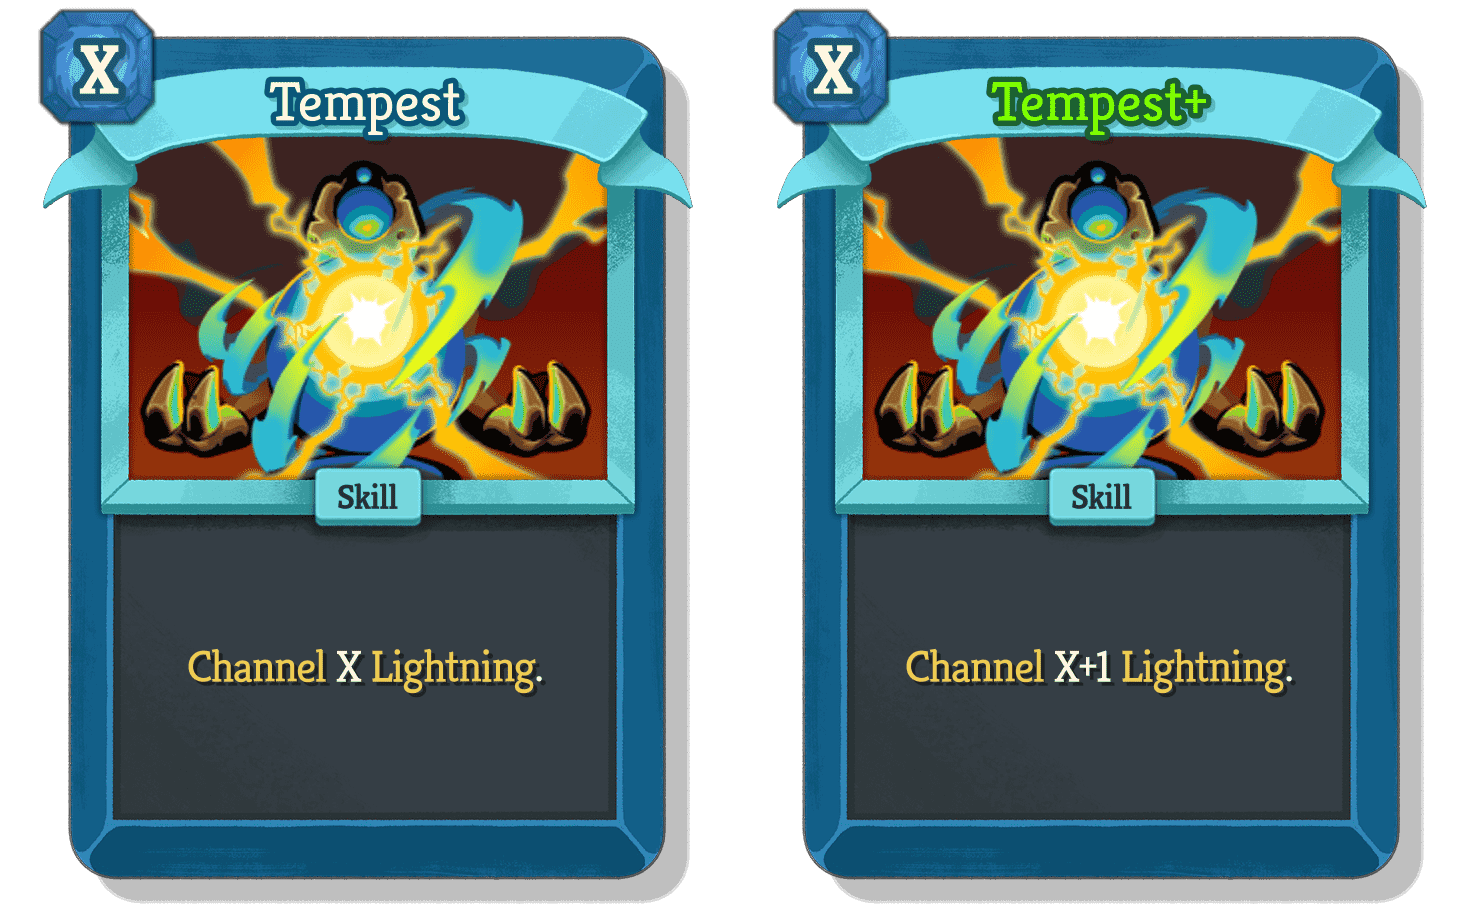 X
Tempest
Skill
Channel X Lightning.
X
Tempest+
Skill
Channel X+1 Lightning.